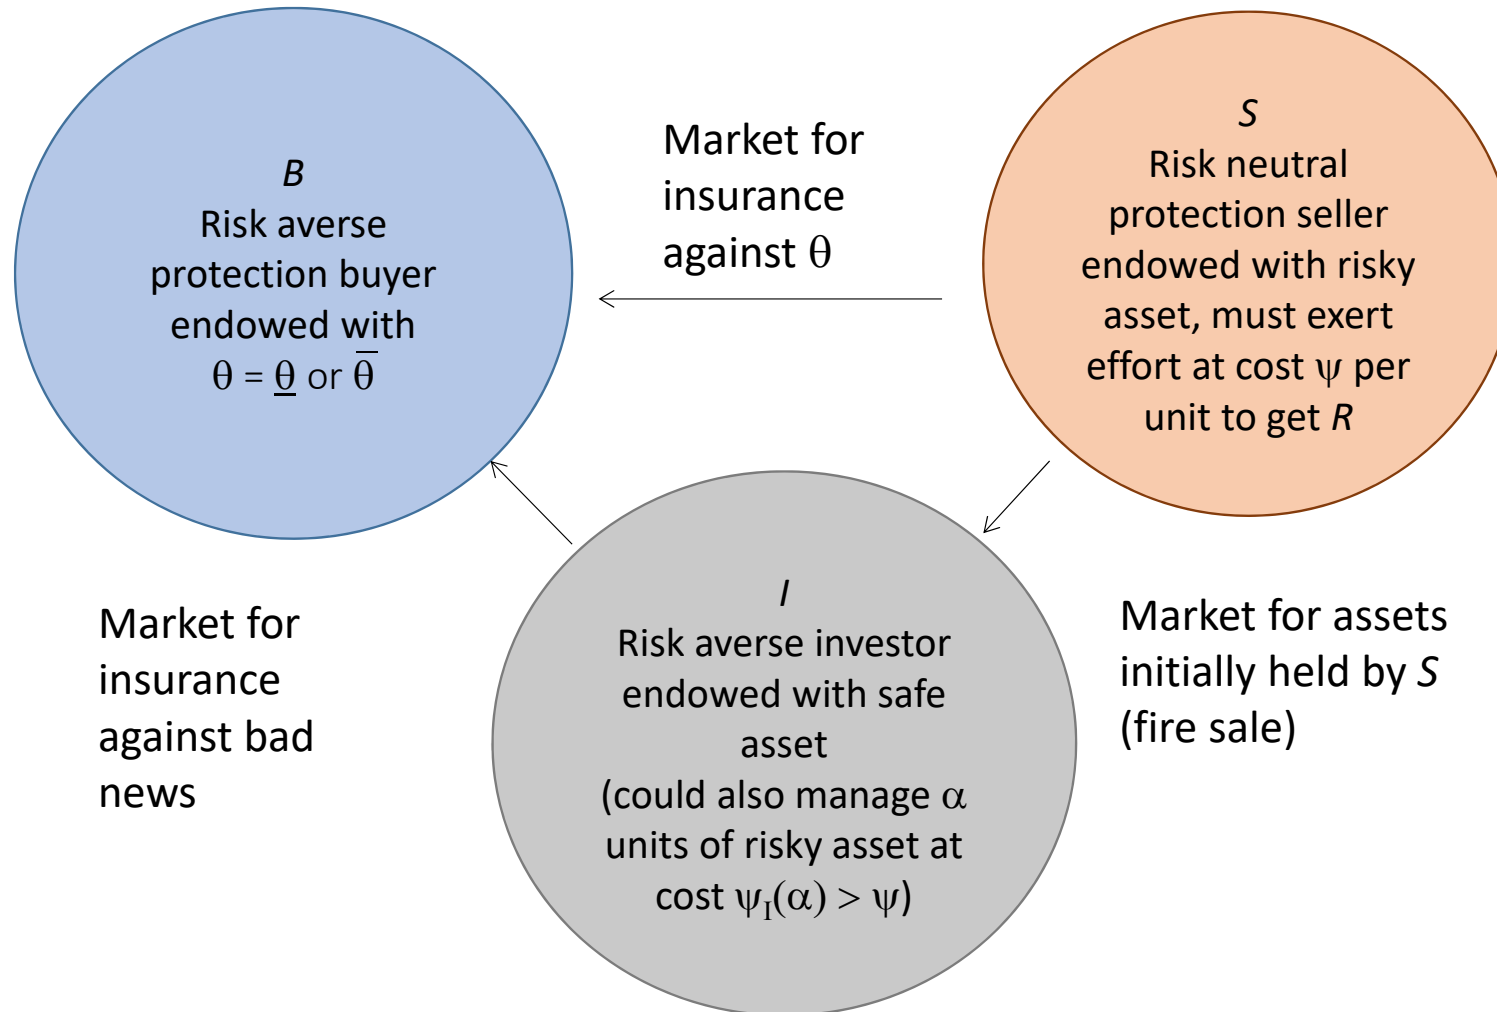 B
Risk averse
protection buyer
endowed with
θ = θ̲ or θ̅
Market for
insurance
against θ
S
Risk neutral
protection seller
endowed with risky
asset, must exert
effort at cost ψ per
unit to get R
Market for
insurance
against bad
news
I
Risk averse investor
endowed with safe
asset
(could also manage α
units of risky asset at
cost ψ_I(α) > ψ)
Market for assets
initially held by S
(fire sale)